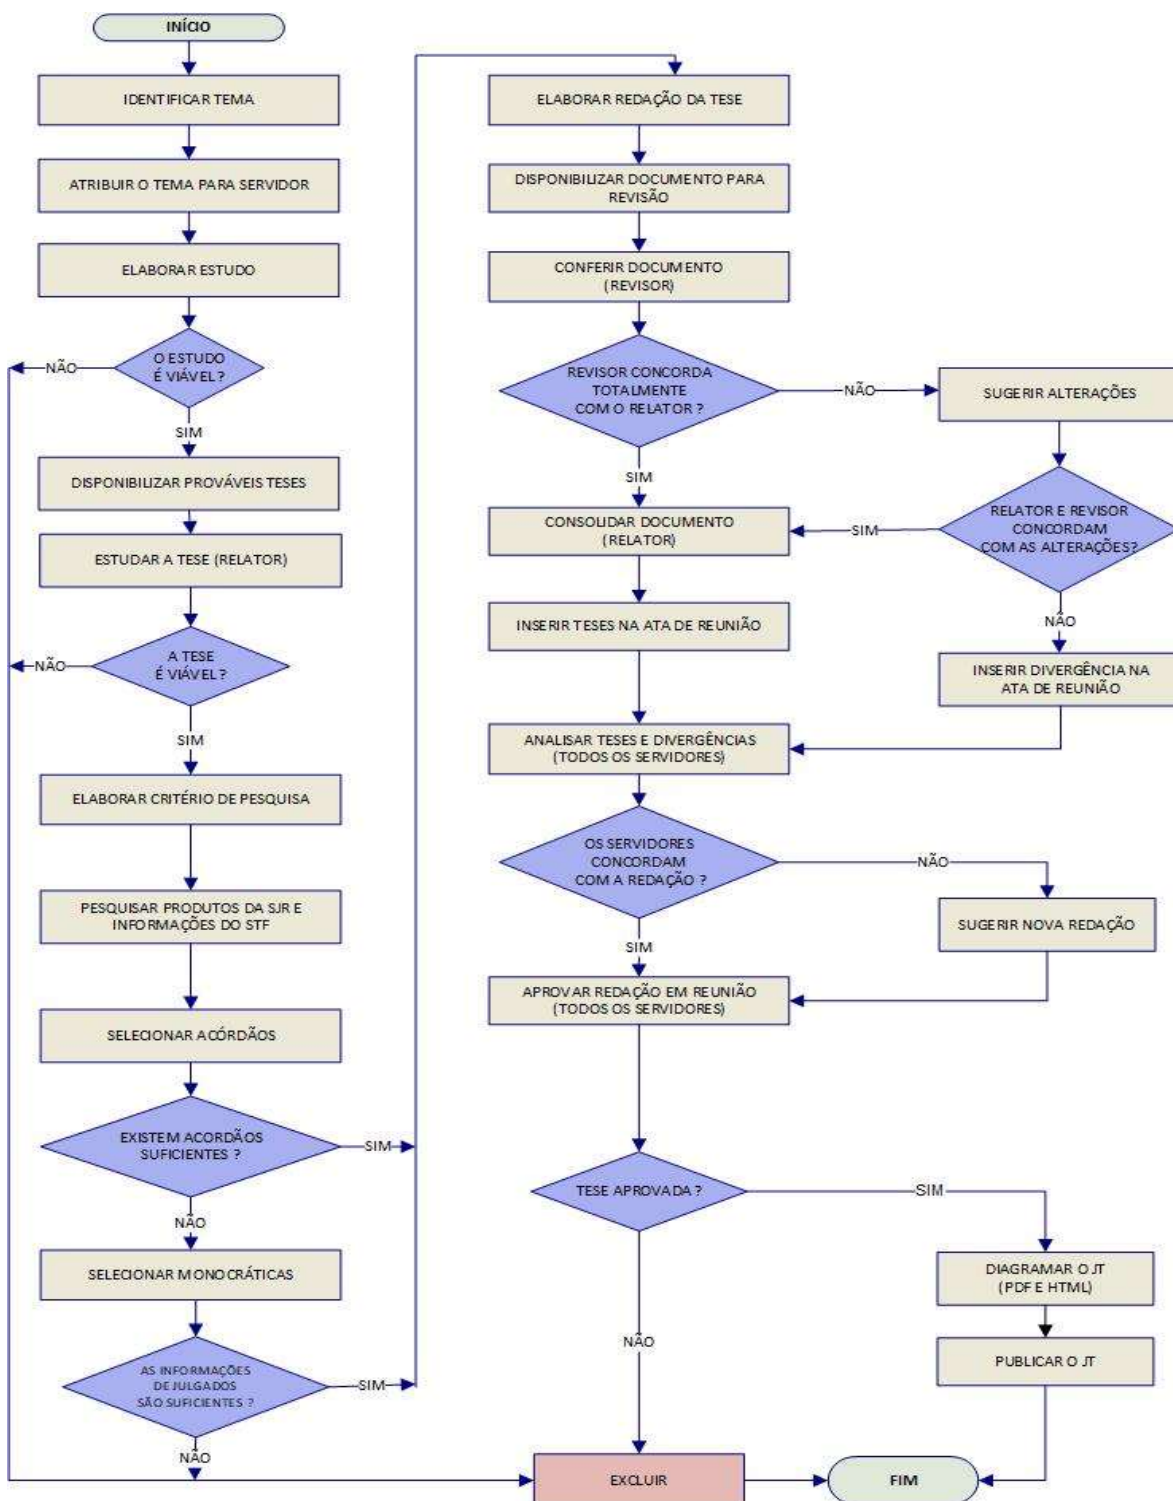 INÍCIO
IDENTIFICAR TEMA
ATRIBUIR O TEMA PARA SERVIDOR
ELABORAR ESTUDO
O ESTUDO
É VIÁVEL ?
NÃO
SIM
DISPONIBILIZAR PROVÁVEIS TESES
ESTUDAR A TESE (RELATOR)
A TESE
É VIÁVEL ?
NÃO
SIM
ELABORAR CRITÉRIO DE PESQUISA
PESQUISAR PRODUTOS DA SJR E
INFORMAÇÕES DO STF
SELECIONAR ACÓRDÃOS
EXISTEM ACORDÃOS
SUFICIENTES ?
SIM
NÃO
SELECIONAR MONOCRÁTICAS
AS INFORMAÇÕES
DE JULGADOS
SÃO SUFICIENTES ?
SIM
NÃO
ELABORAR REDAÇÃO DA TESE
DISPONIBILIZAR DOCUMENTO PARA
REVISÃO
CONFERIR DOCUMENTO
(REVISOR)
REVISOR CONCORDA
TOTALMENTE
COM O RELATOR ?
NÃO
SUGERIR ALTERAÇÕES
SIM
RELATOR E REVISOR
CONCORDAM
COM AS ALTERAÇÕES?
SIM
NÃO
CONSOLIDAR DOCUMENTO
(RELATOR)
INSERIR TESES NA ATA DE REUNIÃO
INSERIR DIVERGÊNCIA NA
ATA DE REUNIÃO
ANALISAR TESES E DIVERGÊNCIAS
(TODOS OS SERVIDORES)
OS SERVIDORES
CONCORDAM
COM A REDAÇÃO ?
NÃO
SUGERIR NOVA REDAÇÃO
SIM
APROVAR REDAÇÃO EM REUNIÃO
(TODOS OS SERVIDORES)
TESE APROVADA ?
SIM
DIAGRAMAR O JT
(PDF E HTML)
PUBLICAR O JT
NÃO
EXCLUIR
FIM